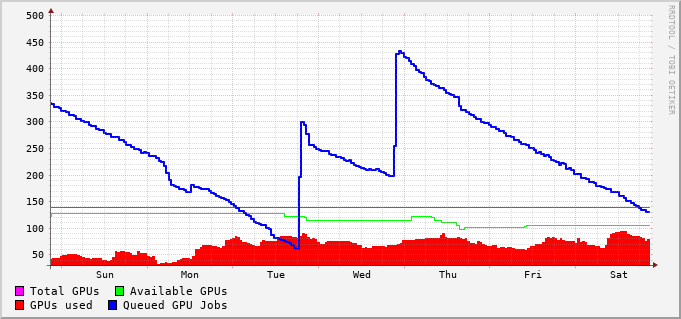 500
450
400
350
300
250
200
150
100
50
Sun Mon Tue Wed Thu Fri Sat
RRDTOOL / TOBI OETIKER
Total GPUs Available GPUs
GPUs used Queued GPU Jobs